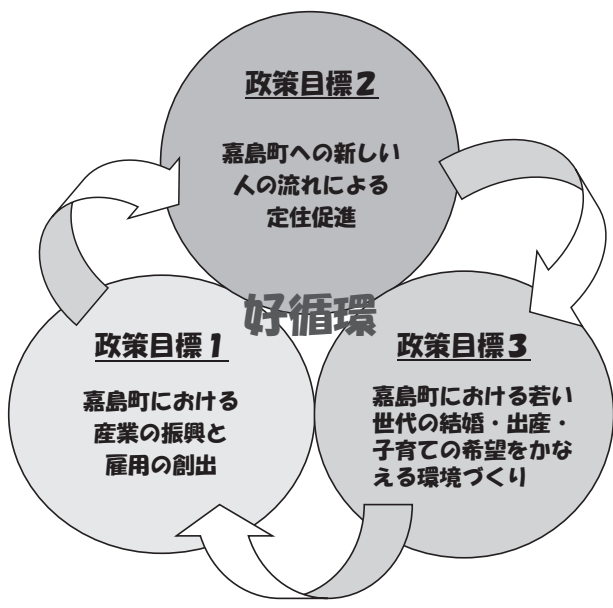 政策目標2
嘉島町への新しい
人の流れによる
定住促進
好循環
政策目標1
嘉島町における
産業の振興と
雇用の創出
政策目標3
嘉島町における若い
世代の結婚・出産・
子育ての希望をかな
える環境づくり